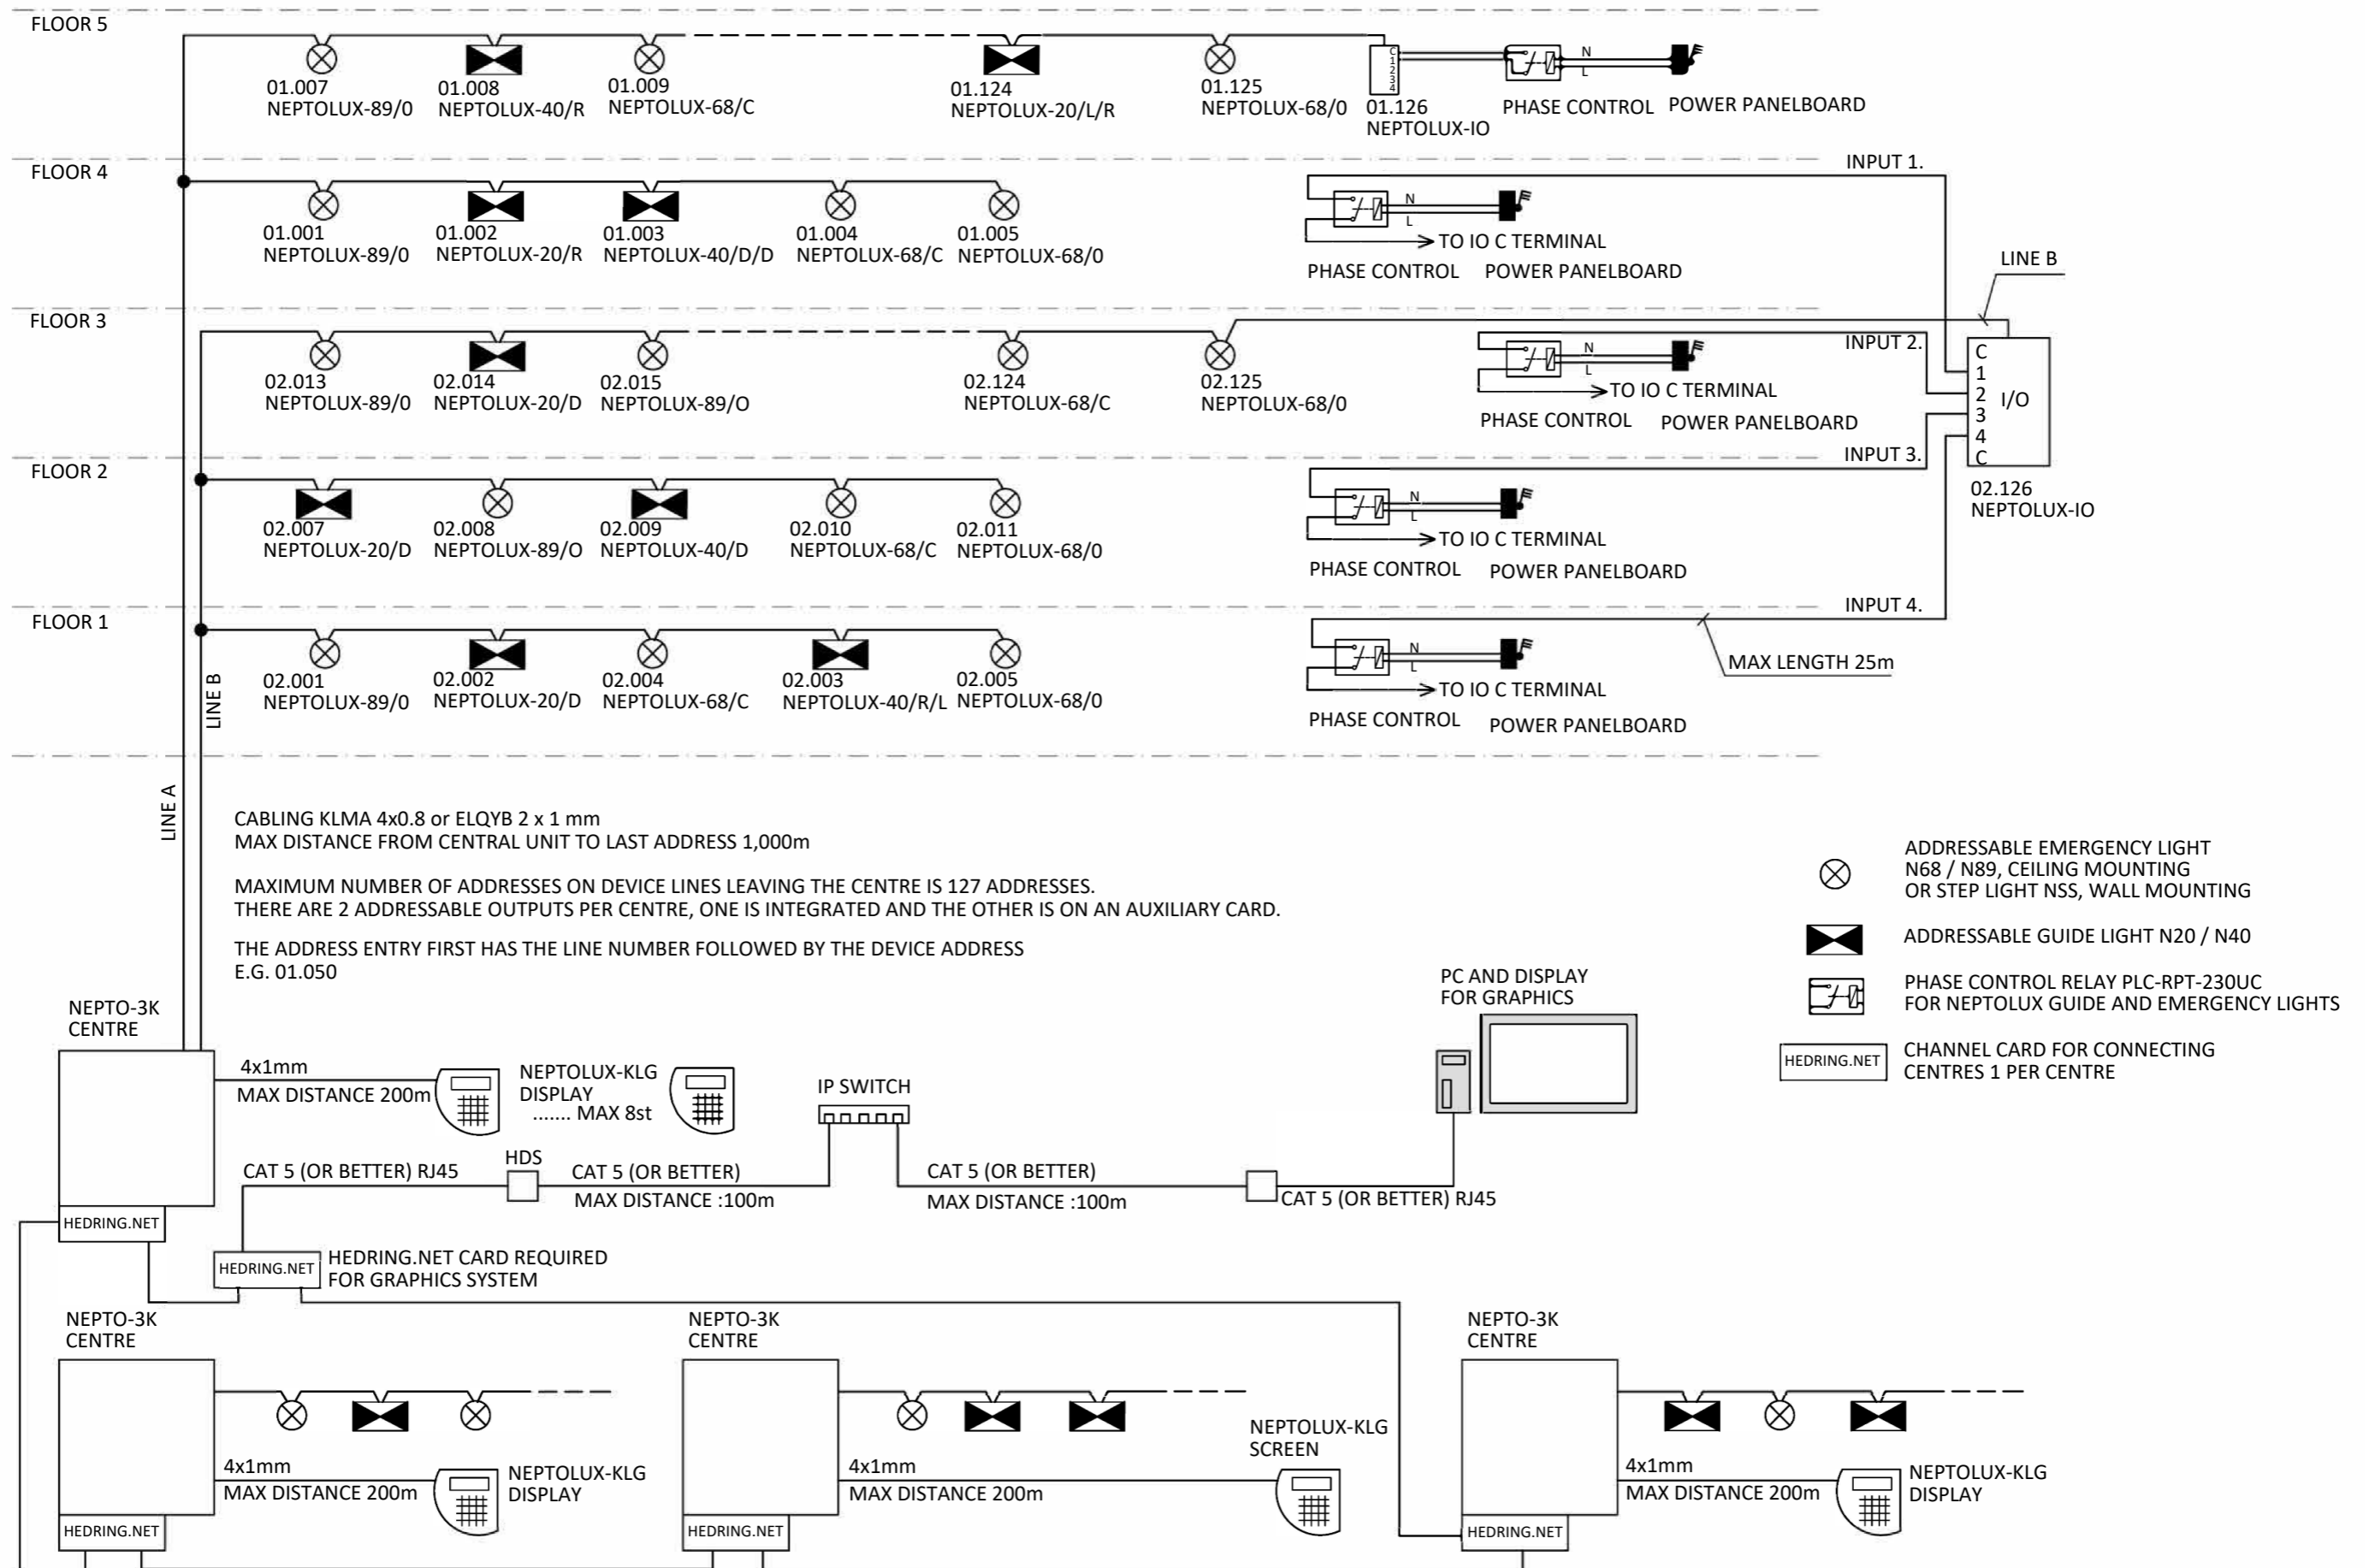 FLOOR 5
01.007
NEPTOLUX-89/0
01.008
NEPTOLUX-40/R
01.009
NEPTOLUX-68/C
01.124
NEPTOLUX-20/L/R
01.125
NEPTOLUX-68/0
C
1
2
3
4
01.126
NEPTOLUX-IO
N
L
PHASE CONTROL
POWER PANELBOARD
FLOOR 4
01.001
NEPTOLUX-89/0
01.002
NEPTOLUX-20/R
01.003
NEPTOLUX-40/D/D
01.004
NEPTOLUX-68/C
01.005
NEPTOLUX-68/0
N
L
TO IO C TERMINAL
PHASE CONTROL
POWER PANELBOARD
INPUT 1.
LINE B
FLOOR 3
02.013
NEPTOLUX-89/0
02.014
NEPTOLUX-20/D
02.015
NEPTOLUX-89/O
02.124
NEPTOLUX-68/C
02.125
NEPTOLUX-68/0
N
L
TO IO C TERMINAL
PHASE CONTROL
POWER PANELBOARD
INPUT 2.
C
1
2
3
4
C
I/O
02.126
NEPTOLUX-IO
FLOOR 2
02.007
NEPTOLUX-20/D
02.008
NEPTOLUX-89/O
02.009
NEPTOLUX-40/D
02.010
NEPTOLUX-68/C
02.011
NEPTOLUX-68/0
N
L
TO IO C TERMINAL
PHASE CONTROL
POWER PANELBOARD
INPUT 3.
FLOOR 1
02.001
NEPTOLUX-89/0
02.002
NEPTOLUX-20/D
02.004
NEPTOLUX-68/C
02.003
NEPTOLUX-40/R/L
02.005
NEPTOLUX-68/0
N
L
TO IO C TERMINAL
PHASE CONTROL
POWER PANELBOARD
INPUT 4.
MAX LENGTH 25m
LINE B
LINE A
CABLING KLMA 4x0.8 or ELQYB 2 x 1 mm
MAX DISTANCE FROM CENTRAL UNIT TO LAST ADDRESS 1,000m
MAXIMUM NUMBER OF ADDRESSES ON DEVICE LINES LEAVING THE CENTRE IS 127 ADDRESSES.
THERE ARE 2 ADDRESSABLE OUTPUTS PER CENTRE, ONE IS INTEGRATED AND THE OTHER IS ON AN AUXILIARY CARD.
THE ADDRESS ENTRY FIRST HAS THE LINE NUMBER FOLLOWED BY THE DEVICE ADDRESS
E.G. 01.050
ADDRESSABLE EMERGENCY LIGHT
N68 / N89, CEILING MOUNTING
OR STEP LIGHT NSS, WALL MOUNTING
ADDRESSABLE GUIDE LIGHT N20 / N40
PHASE CONTROL RELAY PLC-RPT-230UC
FOR NEPTOLUX GUIDE AND EMERGENCY LIGHTS
HEDRING.NET
CHANNEL CARD FOR CONNECTING
CENTRES 1 PER CENTRE
NEPTO-3K
CENTRE
4x1mm
MAX DISTANCE 200m
NEPTOLUX-KLG
DISPLAY
....... MAX 8st
IP SWITCH
PC AND DISPLAY
FOR GRAPHICS
CAT 5 (OR BETTER) RJ45
HDS
CAT 5 (OR BETTER)
MAX DISTANCE :100m
CAT 5 (OR BETTER)
MAX DISTANCE :100m
CAT 5 (OR BETTER) RJ45
HEDRING.NET
HEDRING.NET
HEDRING.NET CARD REQUIRED
FOR GRAPHICS SYSTEM
NEPTO-3K
CENTRE
4x1mm
MAX DISTANCE 200m
NEPTOLUX-KLG
DISPLAY
HEDRING.NET
NEPTO-3K
CENTRE
4x1mm
MAX DISTANCE 200m
NEPTOLUX-KLG
SCREEN
HEDRING.NET
NEPTO-3K
CENTRE
4x1mm
MAX DISTANCE 200m
NEPTOLUX-KLG
DISPLAY
HEDRING.NET